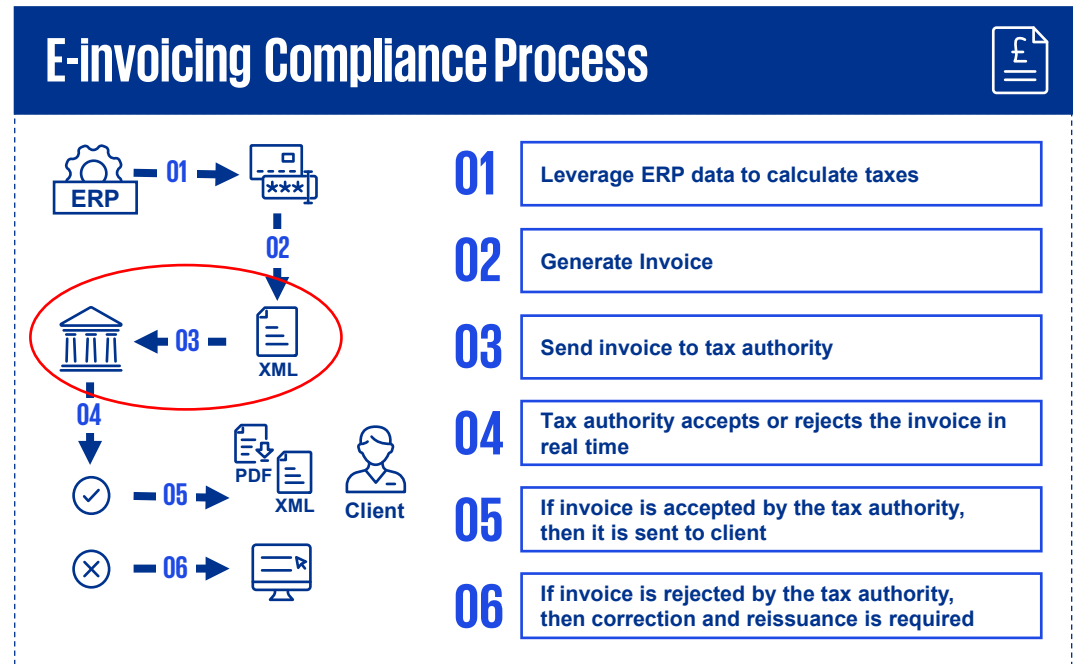 E-invoicing Compliance Process
£
ERP
01
***
02
03
XML
04
05
PDF
XML
Client
06
01
Leverage ERP data to calculate taxes
02
Generate Invoice
03
Send invoice to tax authority
04
Tax authority accepts or rejects the invoice in
real time
05
If invoice is accepted by the tax authority,
then it is sent to client
06
If invoice is rejected by the tax authority,
then correction and reissuance is required